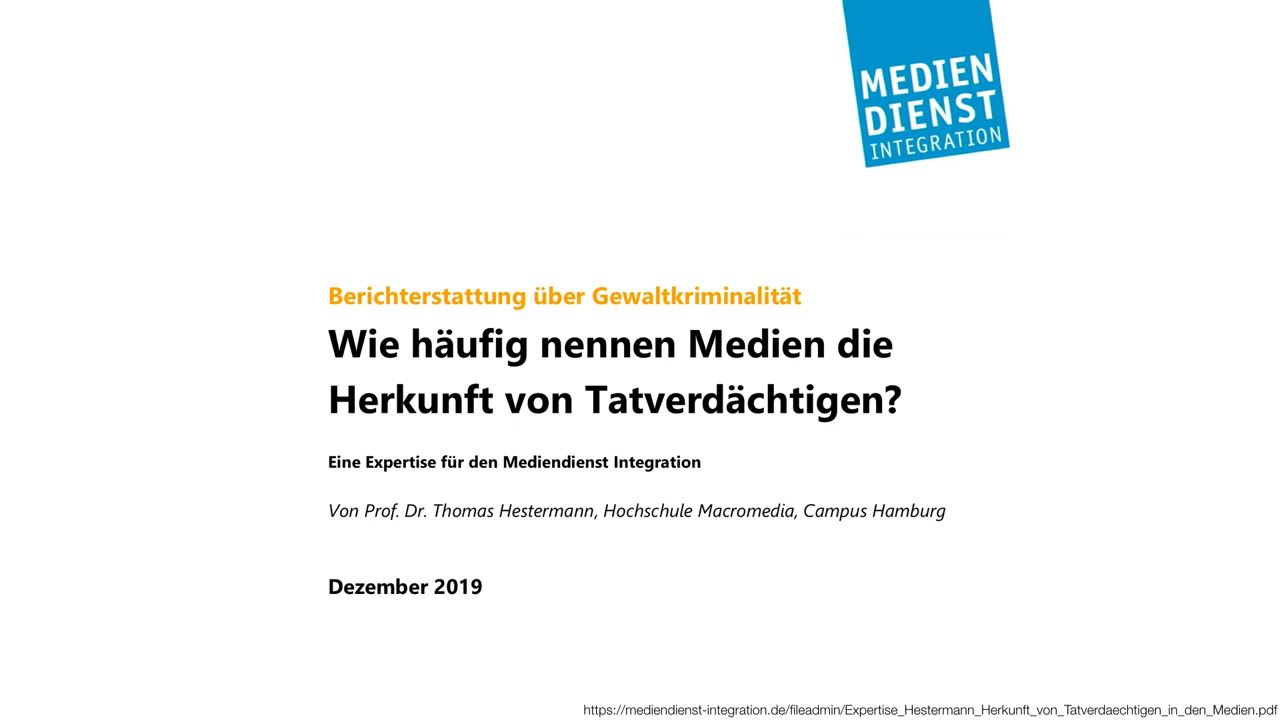 MEDIEN
DIENST
INTEGRATION
Berichterstattung über Gewaltkriminalität
Wie häufig nennen Medien die
Herkunft von Tatverdächtigen?
Eine Expertise für den Mediendienst Integration
Von Prof. Dr. Thomas Hestermann, Hochschule Macromedia, Campus Hamburg
Dezember 2019
https://mediendienst-integration.de/fileadmin/Expertise_Hestermann_Herkunft_von_Tatverdaechtigen_in_den_Medien.pdf